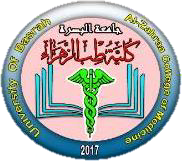 جامعة البصرة
كلية طب الزهراء
University of Basrah
Al-Zahraa College of Medicine
2017